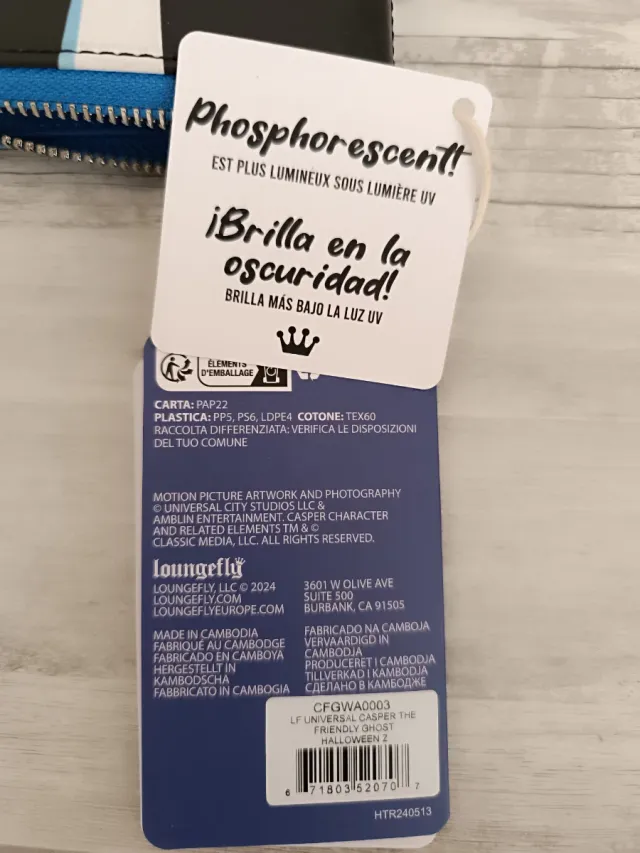 Phosphorescent!
EST PLUS LUMINEUX SOUS LUMIÈRE UV
¡Brilla en la
oscuridad!
BRILLA MÁS BAJO LA LUZ UV
ÉLÉMENTS
D'EMBALLAGE
CARTA: PAP22
PLASTICA: PP5, PS6, LDPE4 COTONE: TEX60
RACCOLTA DIFFERENZIATA: VERIFICA LE DISPOSIZIONI
DEL TUO COMUNE
MOTION PICTURE ARTWORK AND PHOTOGRAPHY
© UNIVERSAL CITY STUDIOS LLC &
AMBLIN ENTERTAINMENT. CASPER CHARACTER
AND RELATED ELEMENTS TM & ©
CLASSIC MEDIA, LLC. ALL RIGHTS RESERVED.
loungefly
LOUNGEFLY, LLC © 2024
LOUNGEFLY.COM
LOUNGEFLYEUROPE.COM
3601 W OLIVE AVE
SUITE 500
BURBANK, CA 91505
MADE IN CAMBODIA
FABRIQUÉ AU CAMBODGE
FABRICADO EN CAMBOYA
HERGESTELLT IN
KAMBODSCHA
FABBRICATO IN CAMBOGIA
FABRICADO NA CAMBOJA
VERVAARDIGD IN
CAMBODJA
PRODUCERET I CAMBODJA
TILLVERKAD I KAMBODJA
СДЕЛАНО В КАМБОДЖЕ
CFGWA0003
LF UNIVERSAL CASPER THE
FRIENDLY GHOST
HALLOWEEN Z
6 71803 52070 7
HTR240513